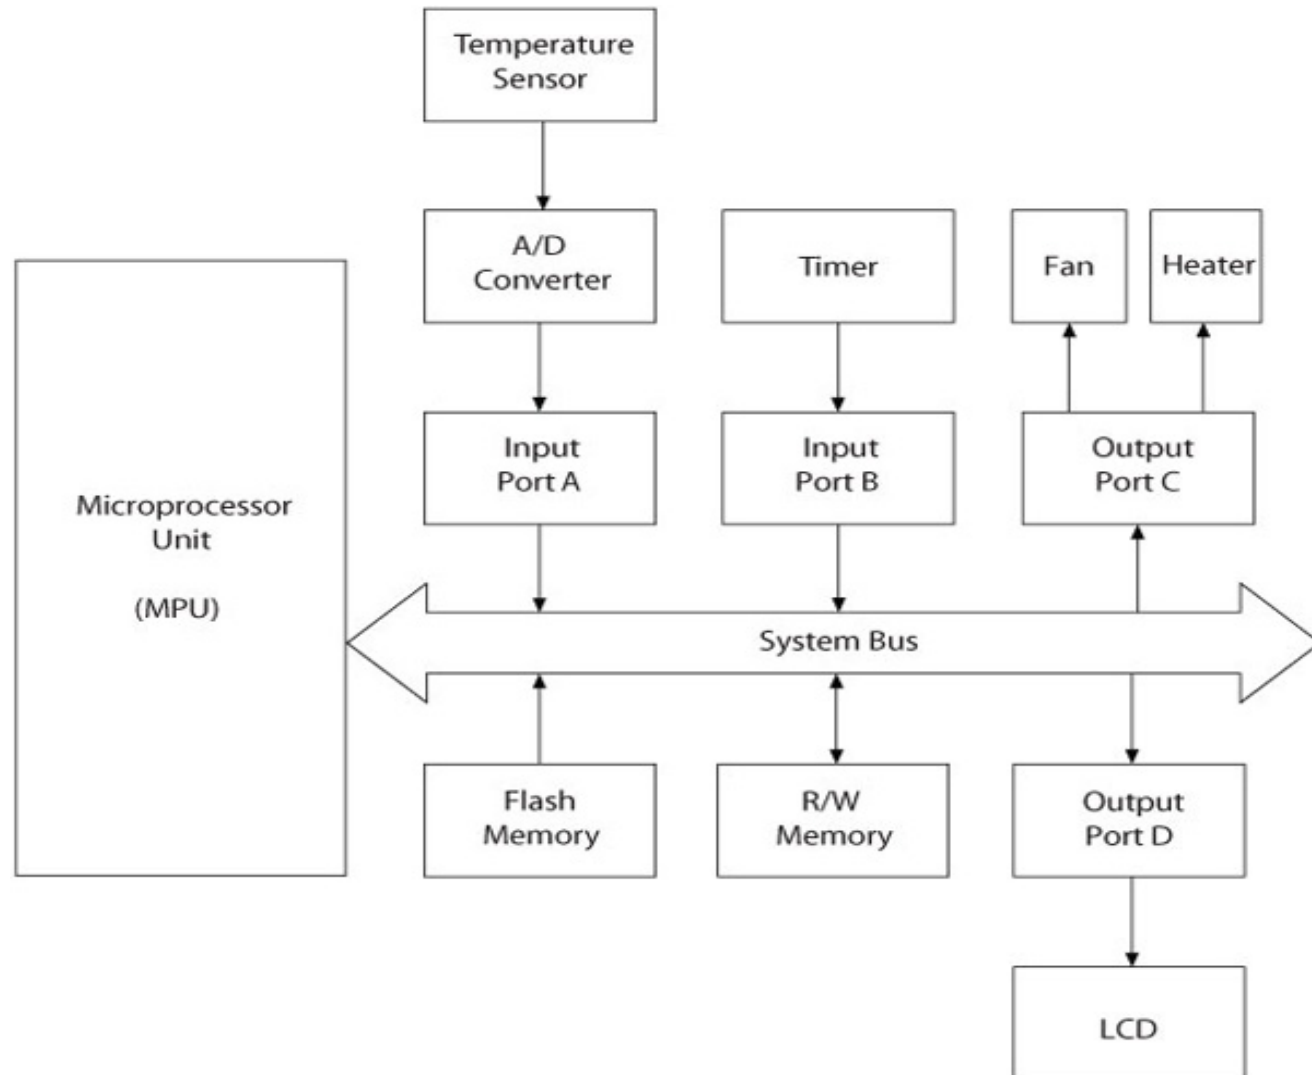 Temperature
Sensor
A/D
Converter
Timer
Fan
Heater
Input
Port A
Input
Port B
Output
Port C
Microprocessor
Unit
(MPU)
System Bus
Flash
Memory
R/W
Memory
Output
Port D
LCD